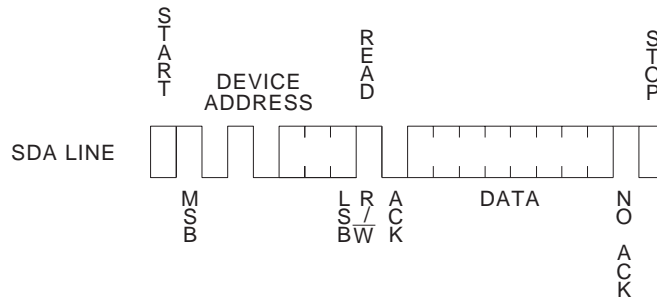 START
READ
STOP
DEVICE
ADDRESS
SDA LINE
MSB
LSB
R/W
ACK
DATA
NO ACK